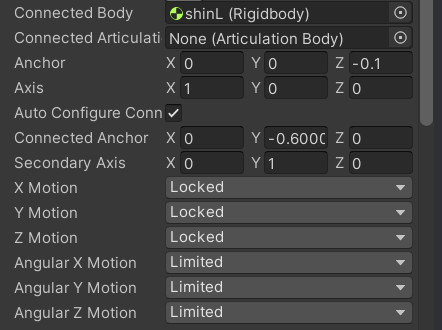 Connected Body shinL (Rigidbody)
Connected Articulati None (Articulation Body)
Anchor X 0 Y 0 Z -0.1
Axis X 1 Y 0 Z 0
Auto Configure Conn
Connected Anchor X 0 Y -0.600 Z 0
Secondary Axis X 0 Y 1 Z 0
X Motion Locked
Y Motion Locked
Z Motion Locked
Angular X Motion Limited
Angular Y Motion Limited
Angular Z Motion Limited